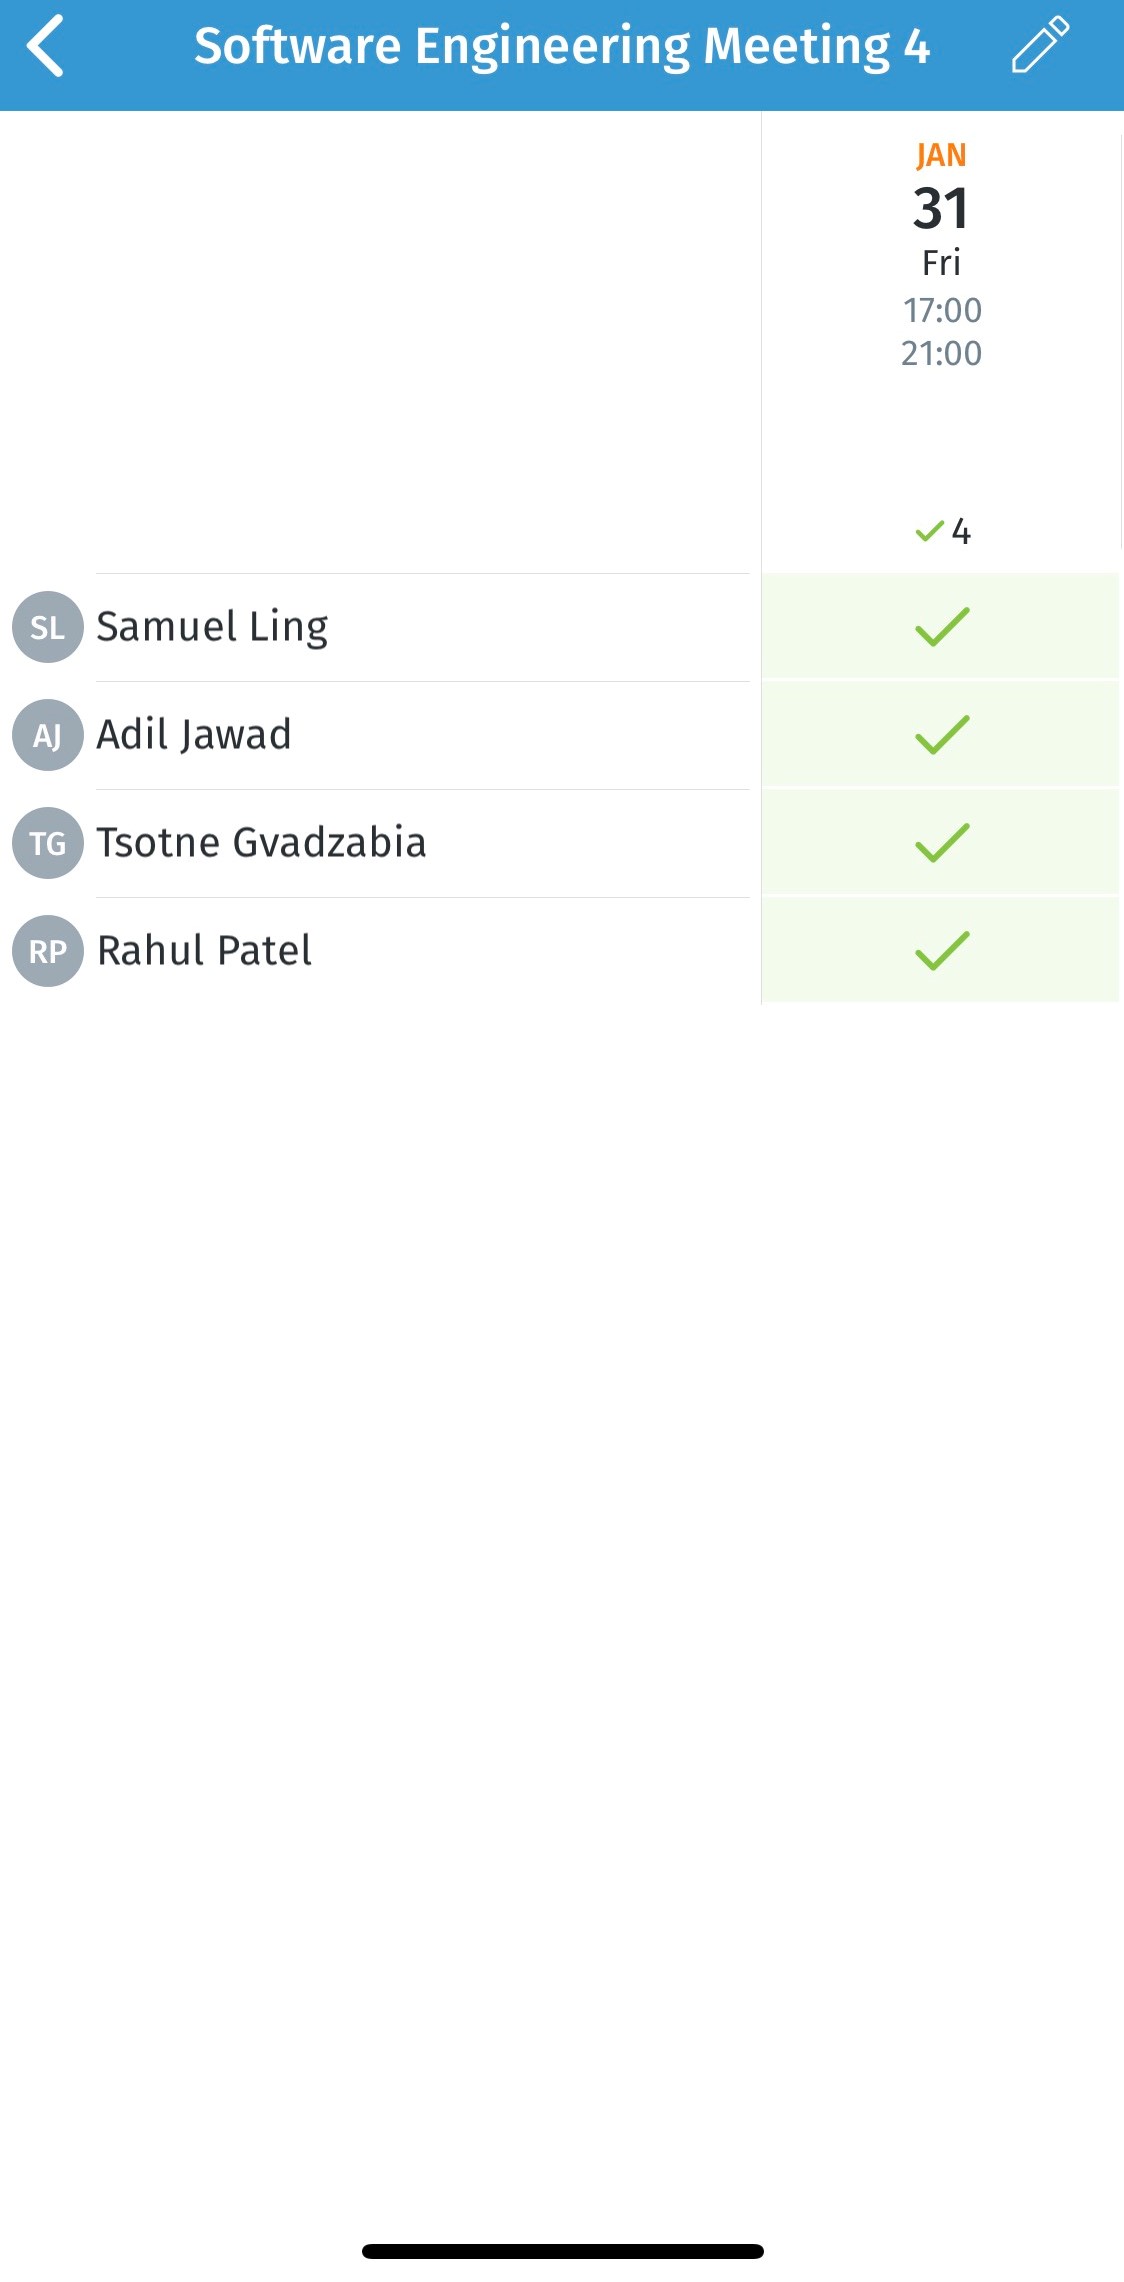 Software Engineering Meeting 4
JAN
31
Fri
17:00
21:00
4
SL Samuel Ling
AJ Adil Jawad
TG Tsotne Gvadzabia
RP Rahul Patel